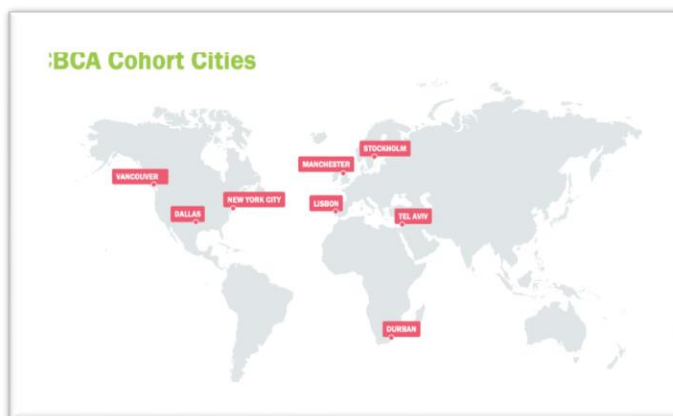 BCA Cohort Cities
STOCKHOLM
MANCHESTER
VANCOUVER
NEW YORK CITY
LISBON
DALLAS
TEL AVIV
DURBAN